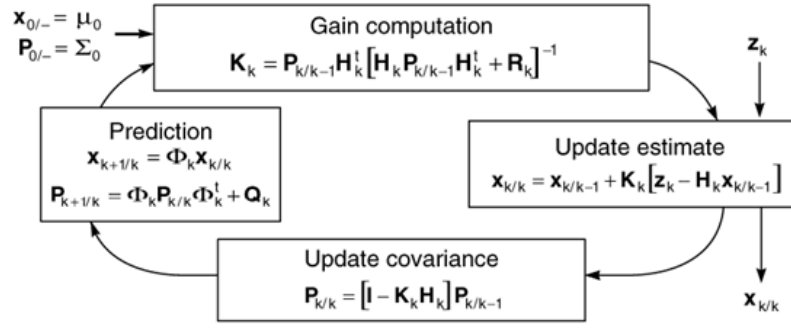 x₀/₋ = μ₀
P₀/₋ = Σ₀
Gain computation
Kₖ = Pₖ/ₖ₋₁Hₖᵗ[HₖPₖ/ₖ₋₁Hₖᵗ + Rₖ]⁻¹
zₖ
Prediction
xₖ₊₁/ₖ = Φₖxₖ/ₖ
Pₖ₊₁/ₖ = ΦₖPₖ/ₖΦₖᵗ + Qₖ
Update estimate
xₖ/ₖ = xₖ/ₖ₋₁ + Kₖ[zₖ − Hₖxₖ/ₖ₋₁]
Update covariance
Pₖ/ₖ = [I − KₖHₖ]Pₖ/ₖ₋₁
xₖ/ₖ